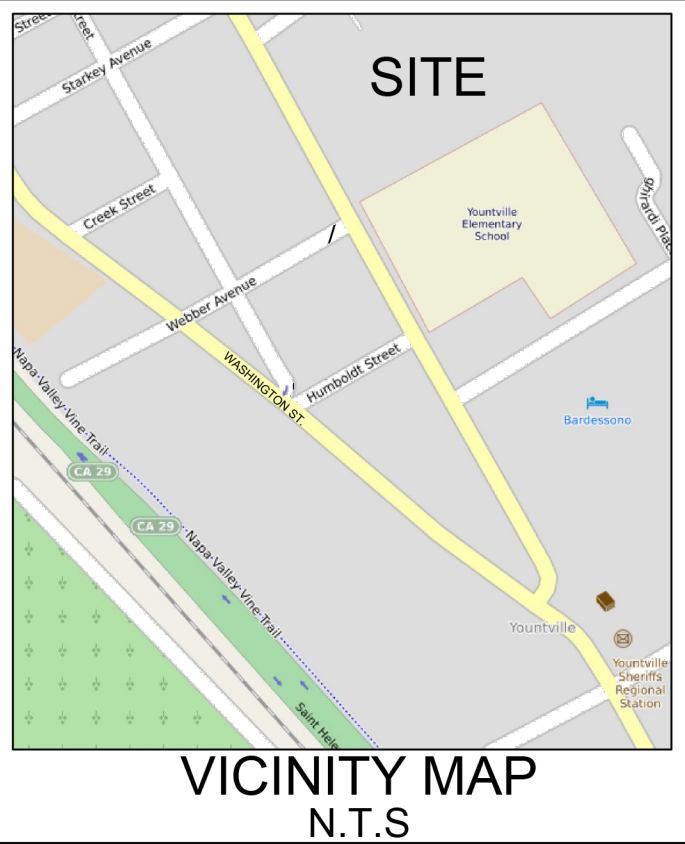 Street
reet
Starkey Avenue
SITE
Creek Street
Yountville
Elementary
School
ghirardi Plac
Webber Avenue
/
Humboldt Street
WASHINGTON ST.
Napa Valley Vine Trail
Bardessono
CA 29
CA 29
Napa Valley Vine Trail
Yountville
Yountville
Sheriffs
Regional
Station
Saint Hele
VICINITY MAP
N.T.S